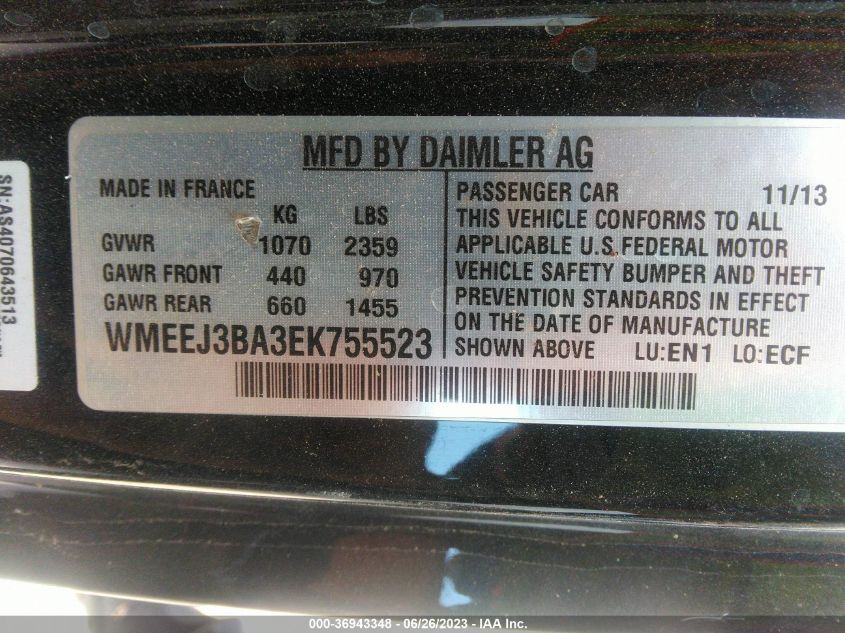 MFD BY DAIMLER AG
MADE IN FRANCE
KG LBS
GVWR 1070 2359
GAWR FRONT 440 970
GAWR REAR 660 1455
WMEEJ3BA3EK755523
PASSENGER CAR 11/13
THIS VEHICLE CONFORMS TO ALL
APPLICABLE U.S. FEDERAL MOTOR
VEHICLE SAFETY BUMPER AND THEFT
PREVENTION STANDARDS IN EFFECT
ON THE DATE OF MANUFACTURE
SHOWN ABOVE LU:EN1 LO:ECF
SN:AS4070643513
000-36943348 - 06/26/2023 - IAA Inc.